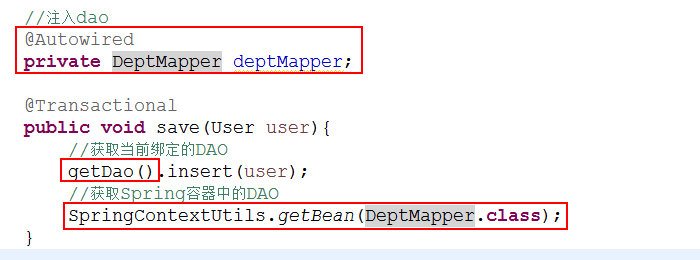 //注入dao
@Autowired
private DeptMapper deptMapper;
@Transactional
public void save(User user){
//获取当前绑定的DAO
getDao().insert(user);
//获取Spring容器中的DAO
SpringContextUtils.getBean(DeptMapper.class);
}